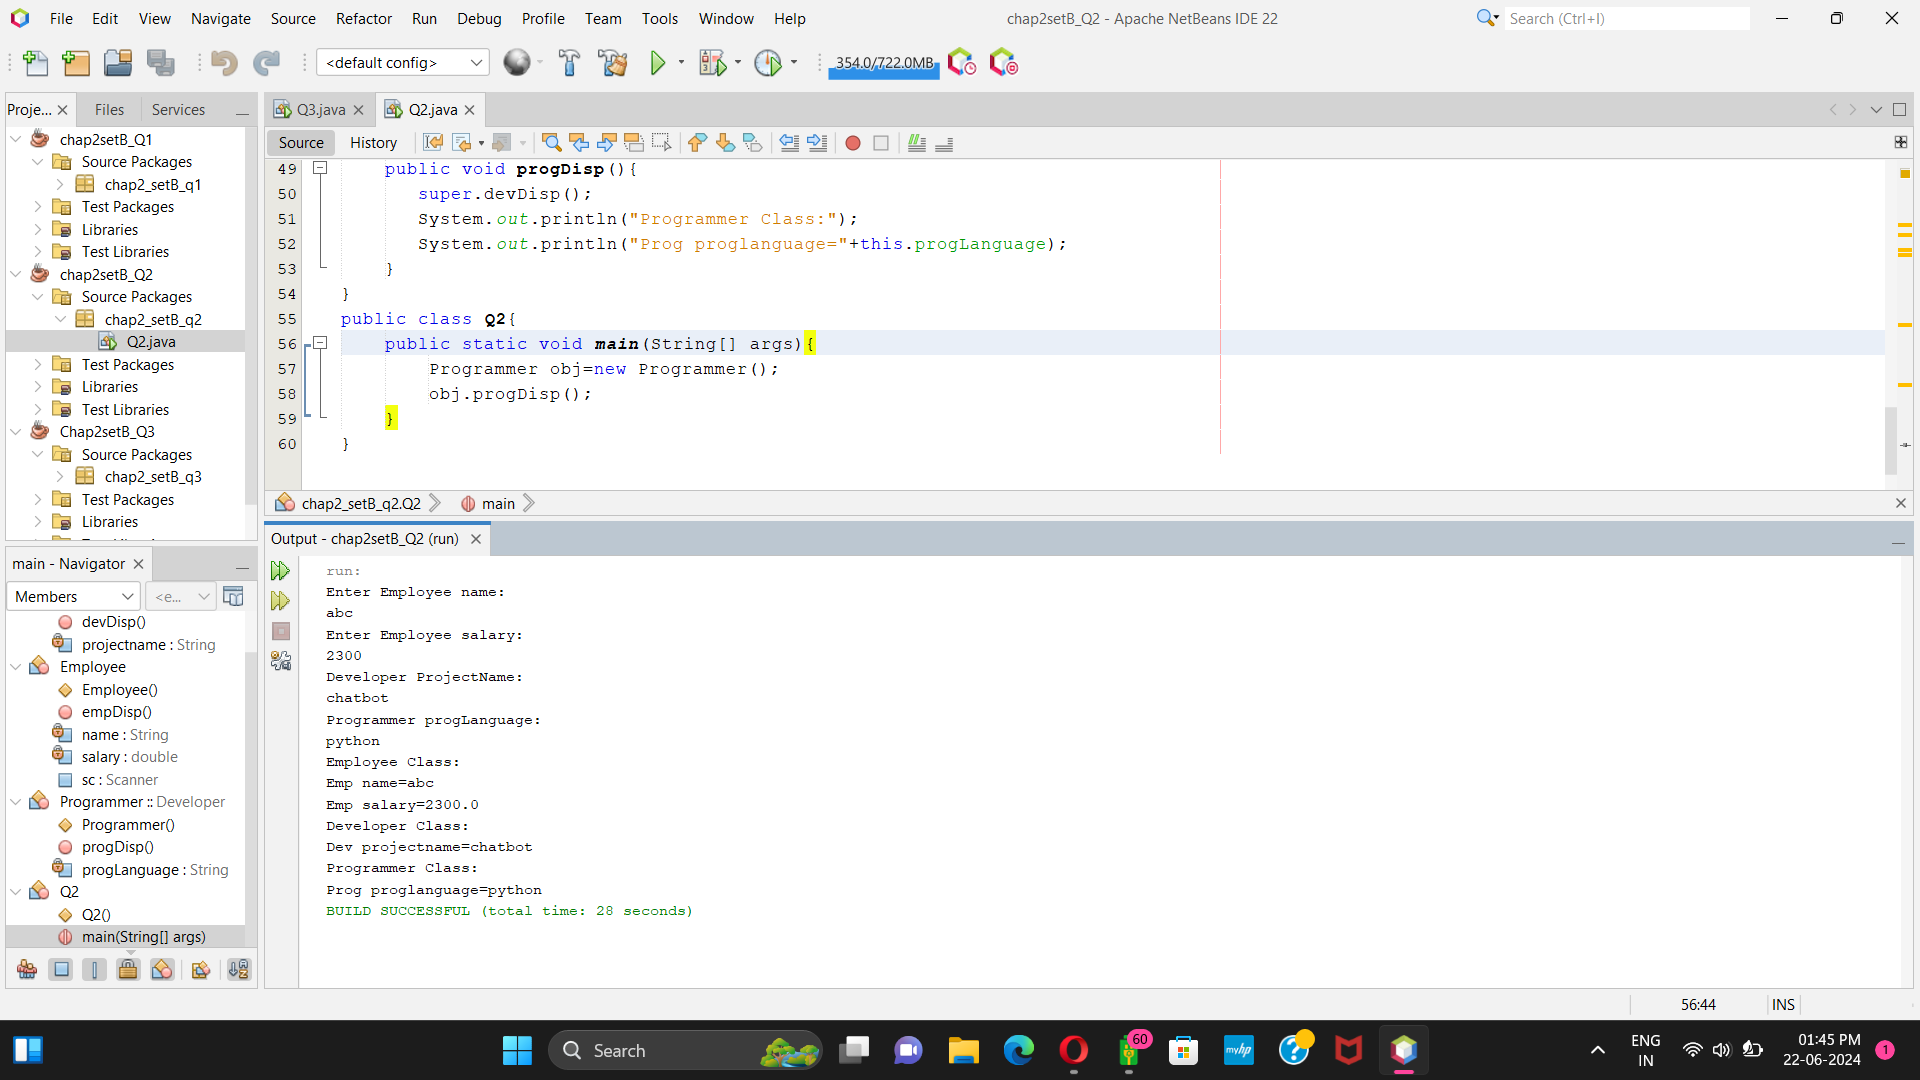 File Edit View Navigate Source Refactor Run Debug Profile Team Tools Window Help
chap2setB_Q2 - Apache NetBeans IDE 22
Search (Ctrl+I)
<default config>
354.0/722.0MB
Proje... Files Services
Q3.java Q2.java
Source History
chap2setB_Q1
Source Packages
chap2_setB_q1
Test Packages
Libraries
Test Libraries
chap2setB_Q2
Source Packages
chap2_setB_q2
Q2.java
Test Packages
Libraries
Test Libraries
Chap2setB_Q3
Source Packages
chap2_setB_q3
Test Packages
Libraries
49 public void progDisp(){
50 super.devDisp();
51 System.out.println("Programmer Class:");
52 System.out.println("Prog proglanguage="+this.progLanguage);
53 }
54 }
55 public class Q2{
56 public static void main(String[] args){
57 Programmer obj=new Programmer();
58 obj.progDisp();
59 }
60 }
chap2_setB_q2.Q2 main
main - Navigator
Members <e...
devDisp()
projectname : String
Employee
Employee()
empDisp()
name : String
salary : double
sc : Scanner
Programmer :: Developer
Programmer()
progDisp()
progLanguage : String
Q2
Q2()
main(String[] args)
Output - chap2setB_Q2 (run)
run:
Enter Employee name:
abc
Enter Employee salary:
2300
Developer ProjectName:
chatbot
Programmer progLanguage:
python
Employee Class:
Emp name=abc
Emp salary=2300.0
Developer Class:
Dev projectname=chatbot
Programmer Class:
Prog proglanguage=python
BUILD SUCCESSFUL (total time: 28 seconds)
56:44 INS
Search
60
myhp
ENG
IN
01:45 PM
22-06-2024
1